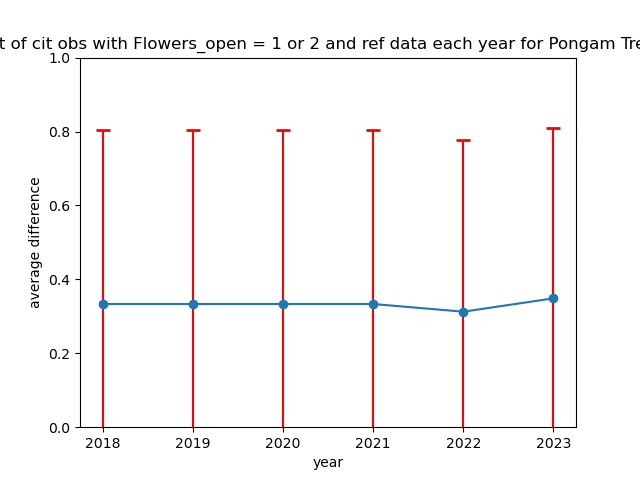 t of cit obs with Flowers_open = 1 or 2 and ref data each year for Pongam Tre
1.0
0.8
0.6
0.4
0.2
0.0
average difference
2018 2019 2020 2021 2022 2023
year